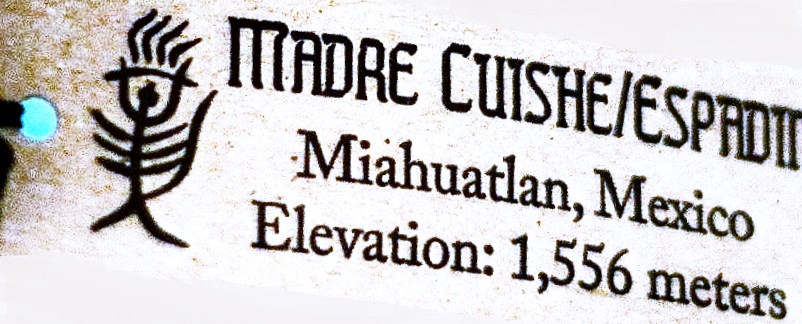 MADRE CUISHE/ESPADI
Miahuatlan, Mexico
Elevation: 1,556 meters